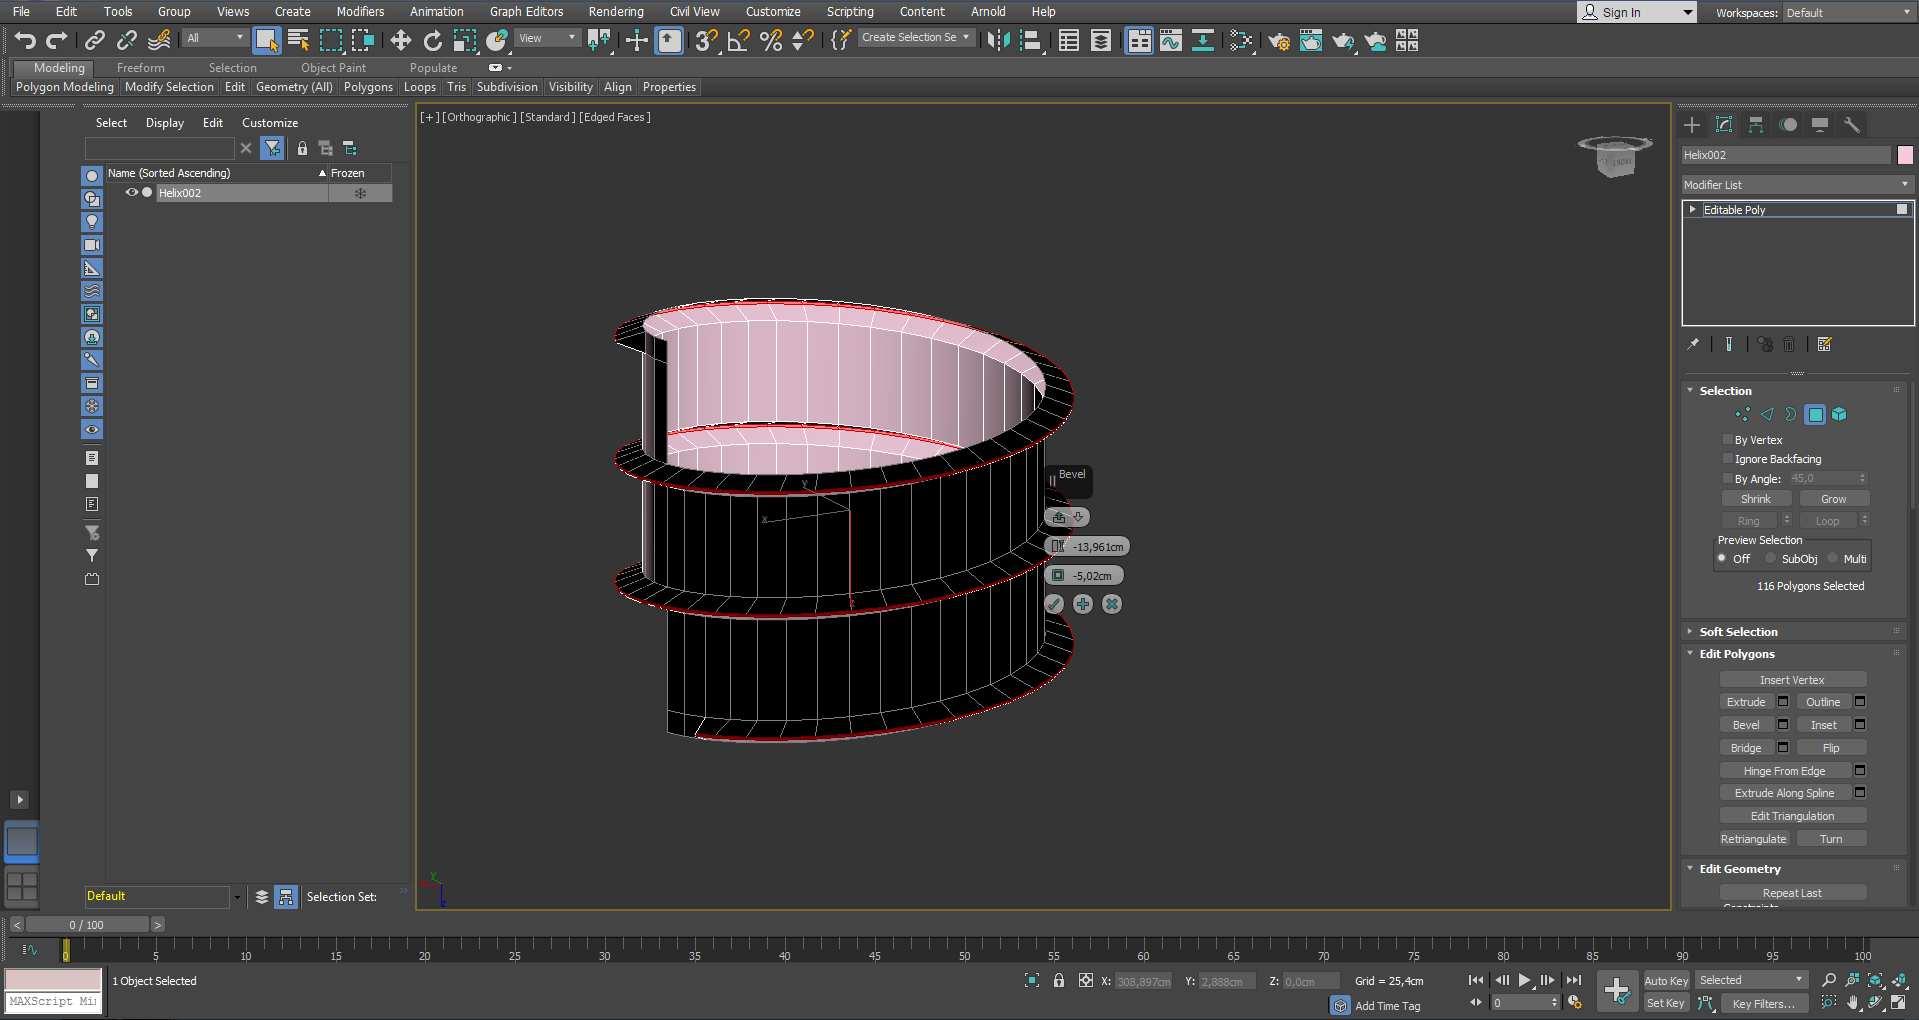 File Edit Tools Group Views Create Modifiers Animation Graph Editors Rendering Civil View Customize Scripting Content Arnold Help Sign In Workspaces: Default
All View Create Selection Se
Modeling Freeform Selection Object Paint Populate
Polygon Modeling Modify Selection Edit Geometry (All) Polygons Loops Tris Subdivision Visibility Align Properties
Select Display Edit Customize
[+] [Orthographic] [Standard] [Edged Faces]
Name (Sorted Ascending) Frozen
Helix002
FRONT
Y
X
Z
Bevel
-13,961cm
-5,02cm
Helix002
Modifier List
Editable Poly
Selection
By Vertex
Ignore Backfacing
By Angle: 45,0
Shrink Grow
Ring Loop
Preview Selection
Off SubObj Multi
116 Polygons Selected
Soft Selection
Edit Polygons
Insert Vertex
Extrude Outline
Bevel Inset
Bridge Flip
Hinge From Edge
Extrude Along Spline
Edit Triangulation
Retriangulate Turn
Edit Geometry
Repeat Last
Constraints
Default Selection Set:
< 0 / 100 >
0 5 10 15 20 25 30 35 40 45 50 55 60 65 70 75 80 85 90 95 100
1 Object Selected X: 308,897cm Y: 2,888cm Z: 0,0cm Grid = 25,4cm Auto Key Selected
MAXScript Mi Add Time Tag 0 Set Key Key Filters...